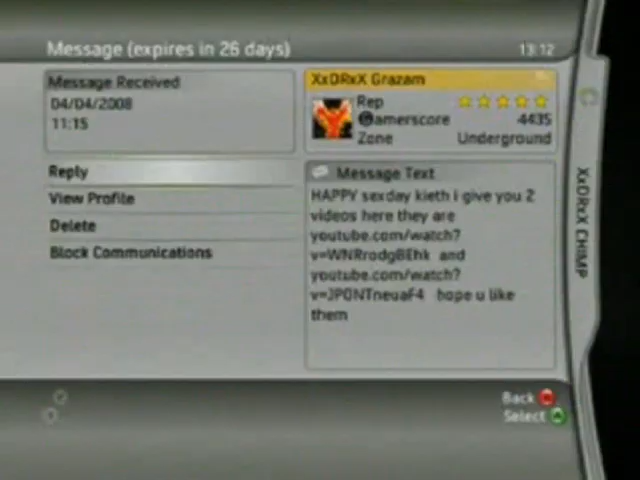 Message (expires in 26 days)
13:12
Message Received
04/04/2008
11:15
XxDRxX Grazam
Rep
Gamerscore 4435
Zone Underground
Reply
View Profile
Delete
Block Communications
Message Text
HAPPY sexday kieth i give you 2
videos here they are
youtube.com/watch?
v=WNRrodgBEhk and
youtube.com/watch?
v=JP0NTneuaF4 hope u like
them
XxDRxX CHIMP
Back B
Select A